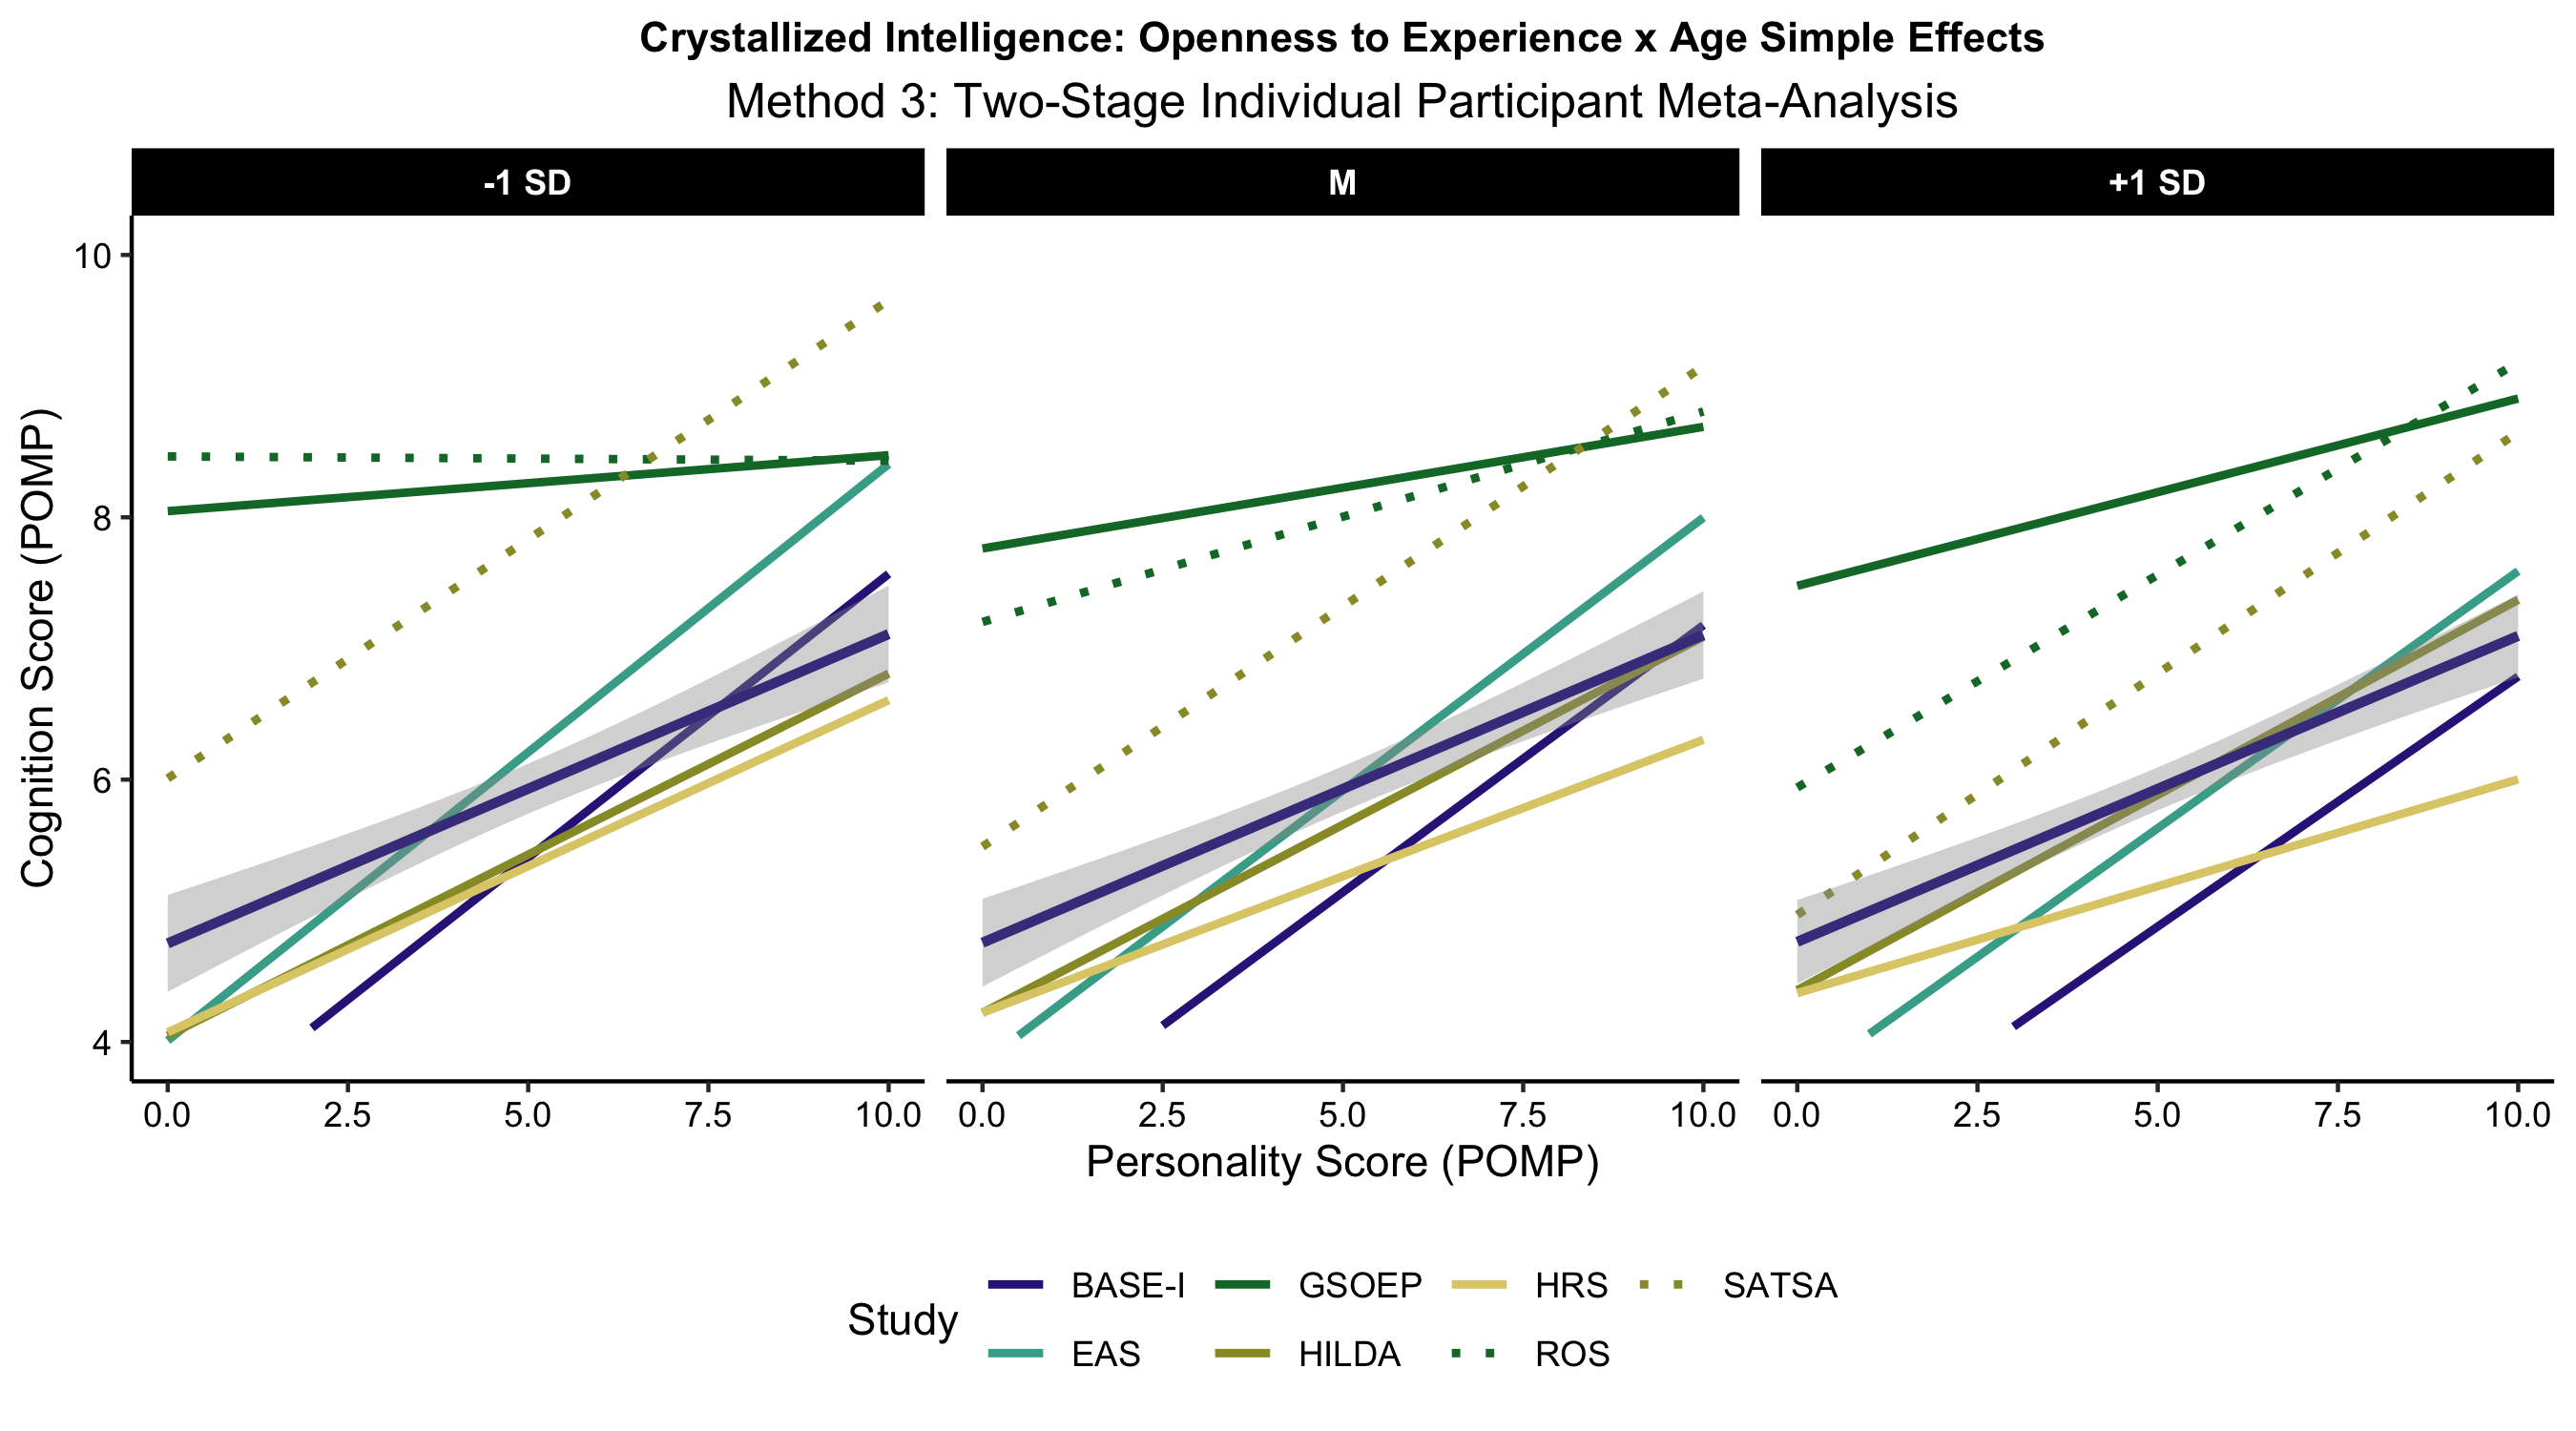 Crystallized Intelligence: Openness to Experience x Age Simple Effects
Method 3: Two-Stage Individual Participant Meta-Analysis
-1 SD M +1 SD
Cognition Score (POMP)
10
8
6
4
0.0 2.5 5.0 7.5 10.0 0.0 2.5 5.0 7.5 10.0 0.0 2.5 5.0 7.5 10.0
Personality Score (POMP)
Study
BASE-I GSOEP HRS SATSA
EAS HILDA ROS